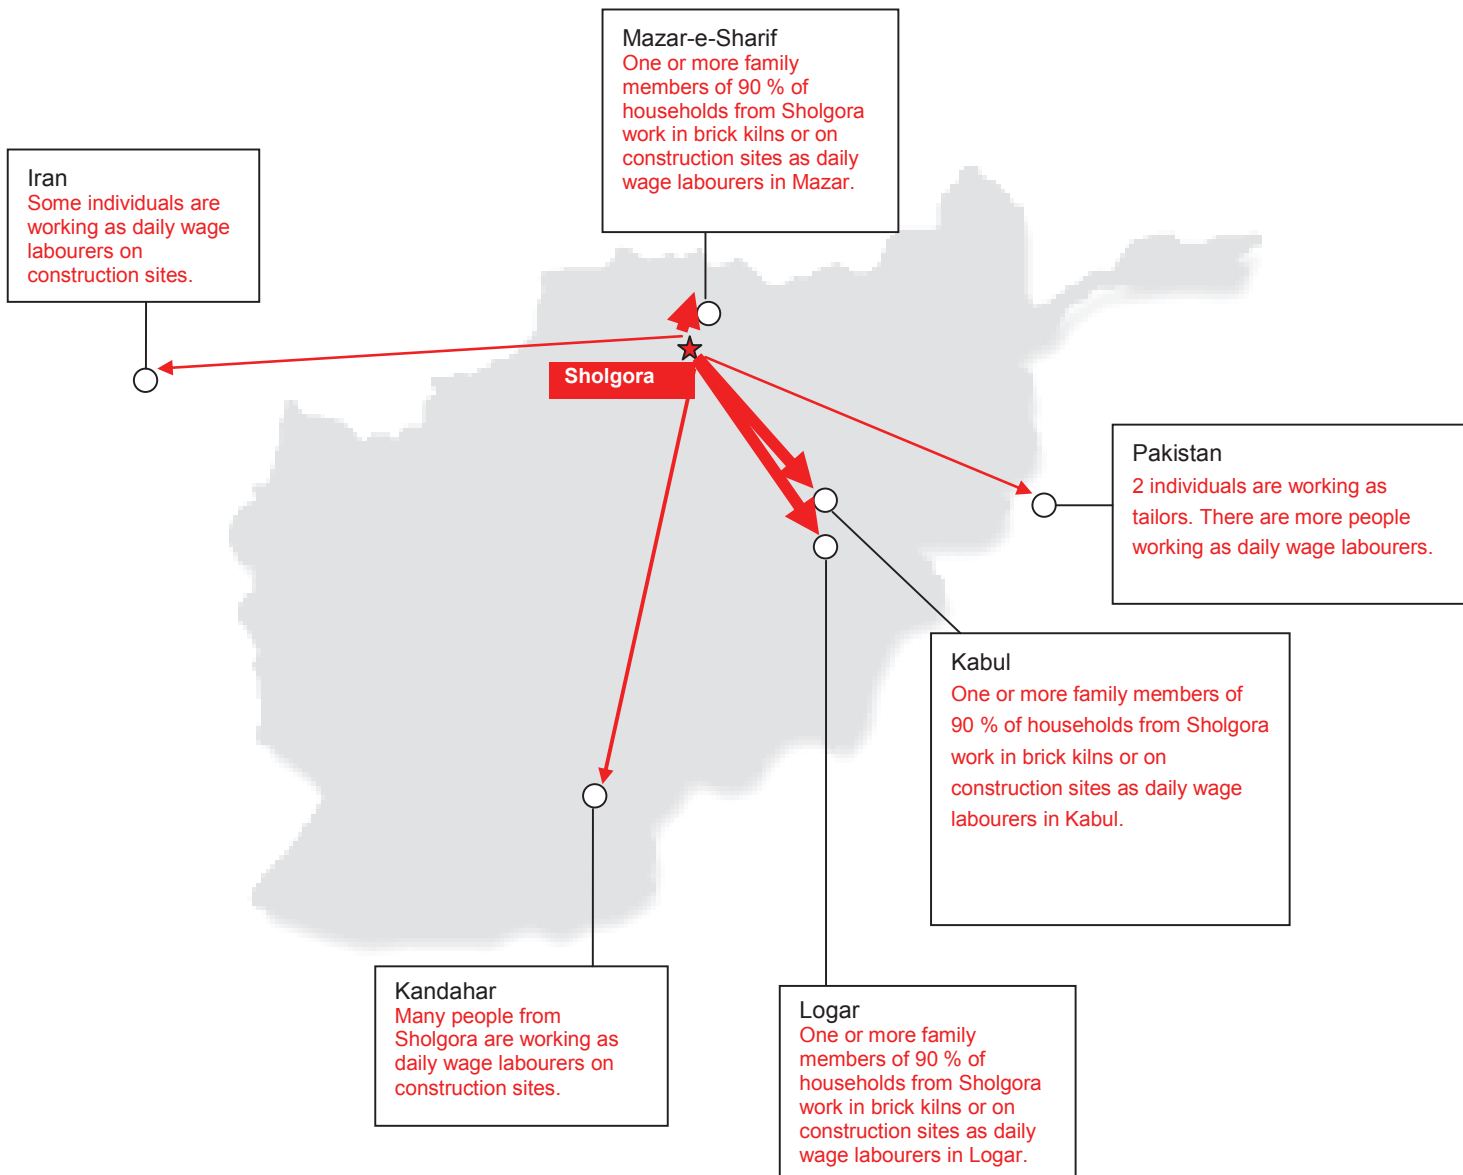 Mazar-e-Sharif
One or more family
members of 90 % of
households from Sholgora
work in brick kilns or on
construction sites as daily
wage labourers in Mazar.
Iran
Some individuals are
working as daily wage
labourers on
construction sites.
Sholgora
Pakistan
2 individuals are working as
tailors. There are more people
working as daily wage labourers.
Kabul
One or more family members of
90 % of households from Sholgora
work in brick kilns or on
construction sites as daily wage
labourers in Kabul.
Kandahar
Many people from
Sholgora are working as
daily wage labourers on
construction sites.
Logar
One or more family
members of 90 % of
households from Sholgora
work in brick kilns or on
construction sites as daily
wage labourers in Logar.